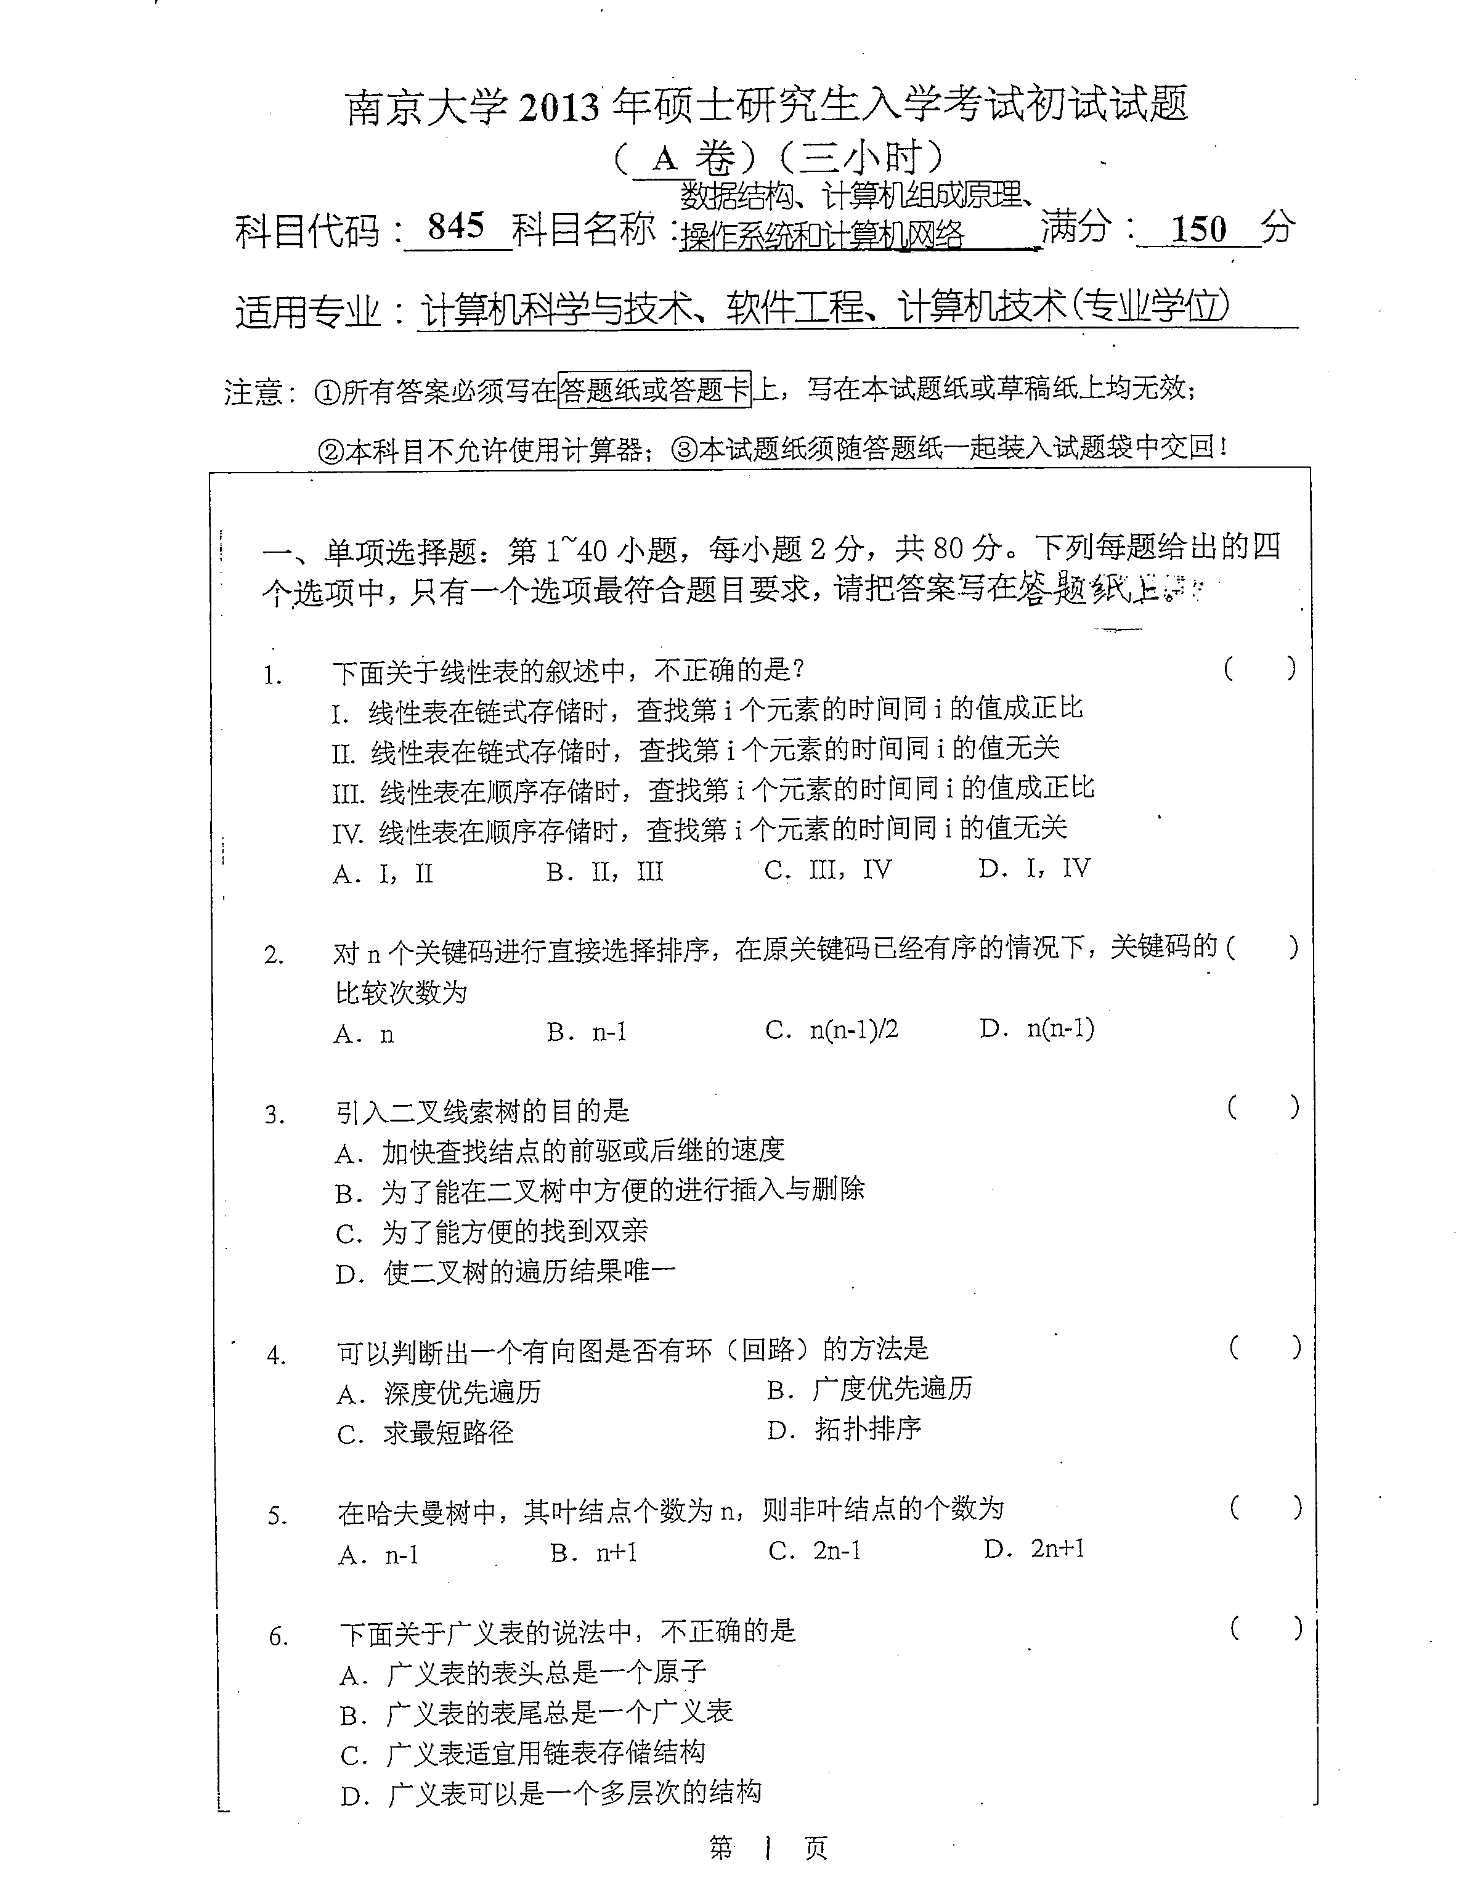 南京大学 2013 年硕士研究生入学考试初试试题
（ A 卷）（三小时）
科目代码：845 科目名称：数据结构、计算机组成原理、操作系统和计算机网络 满分：150 分
适用专业：计算机科学与技术、软件工程、计算机技术(专业学位)
注意：①所有答案必须写在答题纸或答题卡上，写在本试题纸或草稿纸上均无效；
②本科目不允许使用计算器；③本试题纸须随答题纸一起装入试题袋中交回！
一、单项选择题：第 1~40 小题，每小题 2 分，共 80 分。下列每题给出的四
个选项中，只有一个选项最符合题目要求，请把答案写在答题纸上。
1. 下面关于线性表的叙述中，不正确的是？ （ ）
I. 线性表在链式存储时，查找第 i 个元素的时间同 i 的值成正比
II. 线性表在链式存储时，查找第 i 个元素的时间同 i 的值无关
III. 线性表在顺序存储时，查找第 i 个元素的时间同 i 的值成正比
IV. 线性表在顺序存储时，查找第 i 个元素的时间同 i 的值无关
A. I，II B. II，III C. III，IV D. I，IV
2. 对 n 个关键码进行直接选择排序，在原关键码已经有序的情况下，关键码的（ ）
比较次数为
A. n B. n-1 C. n(n-1)/2 D. n(n-1)
3. 引入二叉线索树的目的是 （ ）
A. 加快查找结点的前驱或后继的速度
B. 为了能在二叉树中方便的进行插入与删除
C. 为了能方便的找到双亲
D. 使二叉树的遍历结果唯一
4. 可以判断出一个有向图是否有环（回路）的方法是 （ ）
A. 深度优先遍历 B. 广度优先遍历
C. 求最短路径 D. 拓扑排序
5. 在哈夫曼树中，其叶结点个数为 n，则非叶结点的个数为 （ ）
A. n-1 B. n+1 C. 2n-1 D. 2n+1
6. 下面关于广义表的说法中，不正确的是 （ ）
A. 广义表的表头总是一个原子
B. 广义表的表尾总是一个广义表
C. 广义表适宜用链表存储结构
D. 广义表可以是一个多层次的结构
第 1 页